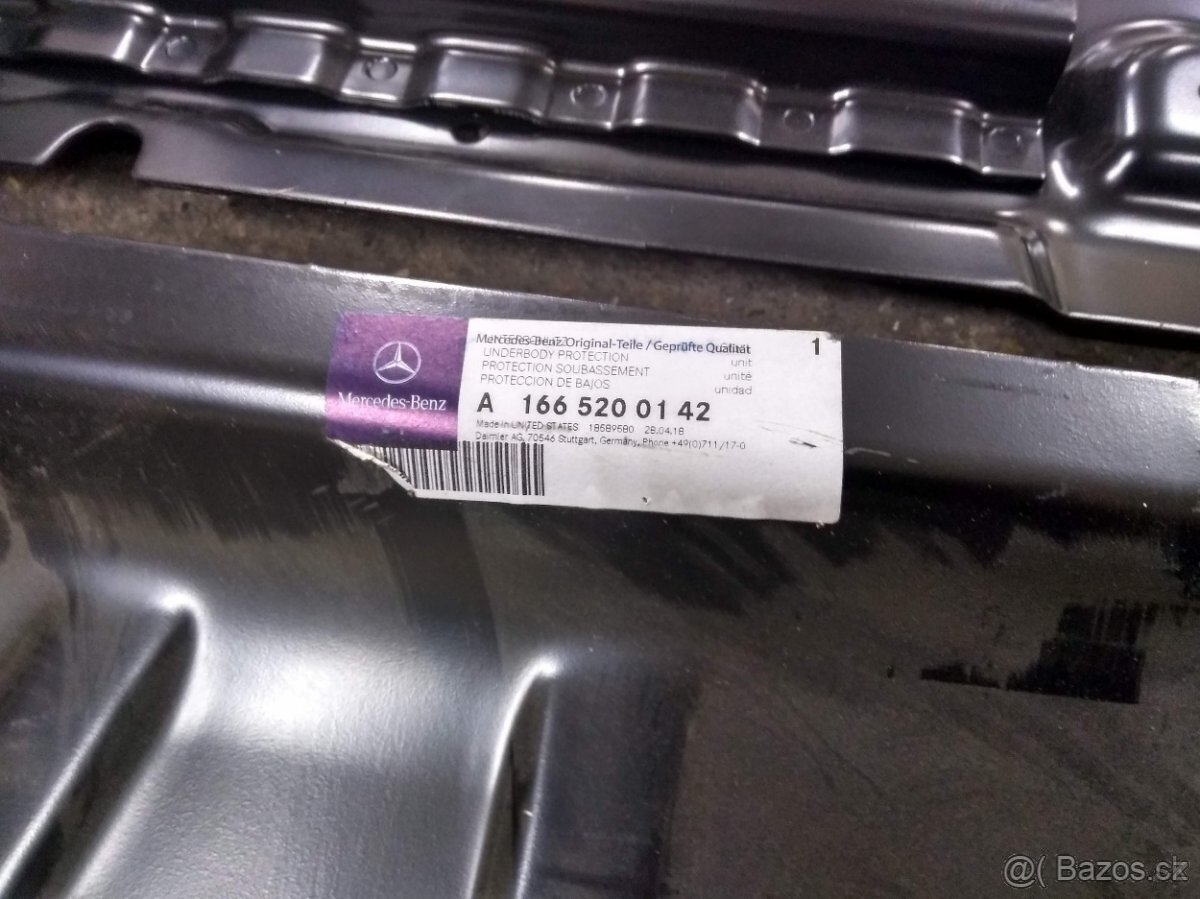 Mercedes-Benz
Mercedes-Benz Original-Teile / Geprüfte Qualität 1
UNDERBODY PROTECTION unit
PROTECTION SOUBASSEMENT unité
PROTECCION DE BAJOS unidad
A 166 520 01 42
Made in UNITED STATES 18589580 28.04.18
Daimler AG, 70546 Stuttgart, Germany, Phone +49(0)711/17-0
@( Bazos.cz